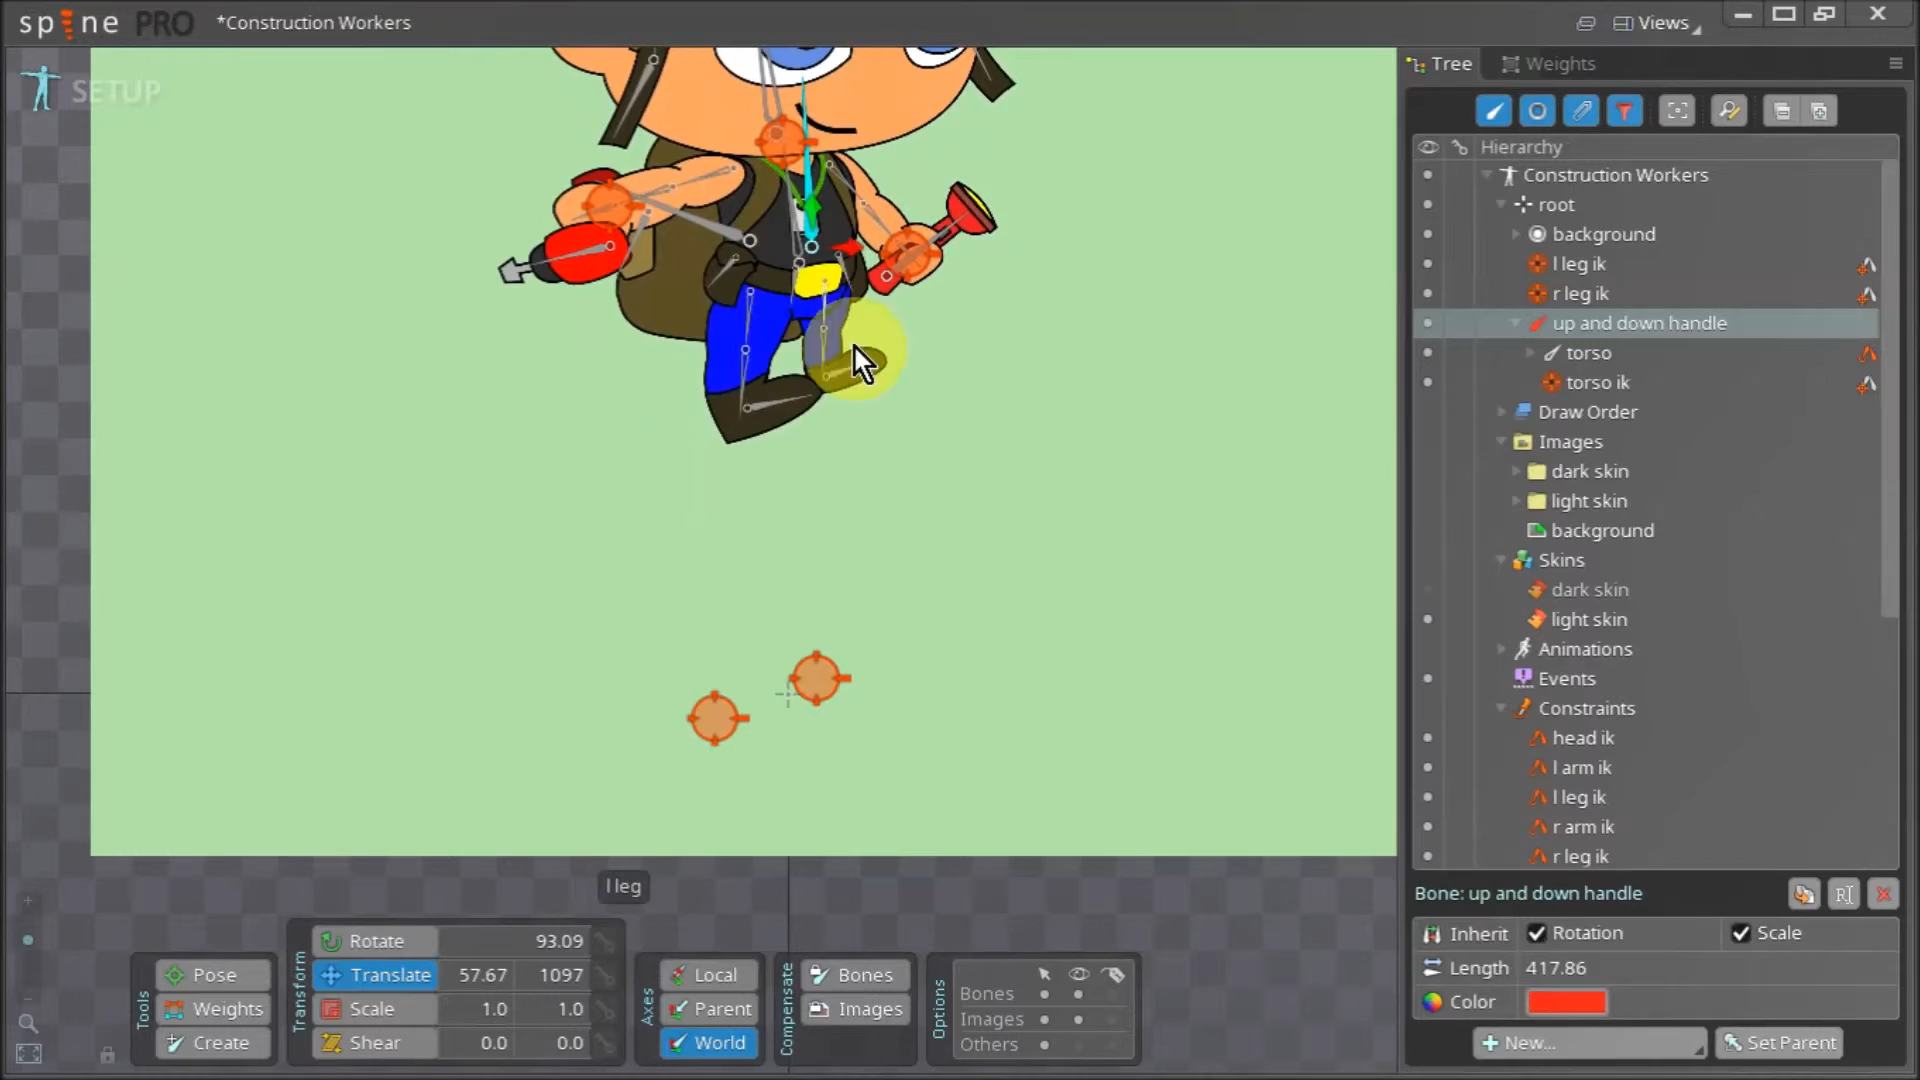 spine PRO *Construction Workers Views
SETUP
Tree Weights
Hierarchy
Construction Workers
root
background
l leg ik
r leg ik
up and down handle
torso
torso ik
Draw Order
Images
dark skin
light skin
background
Skins
dark skin
light skin
Animations
Events
Constraints
head ik
l arm ik
l leg ik
r arm ik
r leg ik
l leg
Bone: up and down handle
Inherit Rotation Scale
Length 417.86
Color
New... Set Parent
Tools
Pose
Weights
Create
Transform
Rotate 93.09
Translate 57.67 1097
Scale 1.0 1.0
Shear 0.0 0.0
Axes
Local
Parent
World
Compensate
Bones
Images
Options
Bones
Images
Others